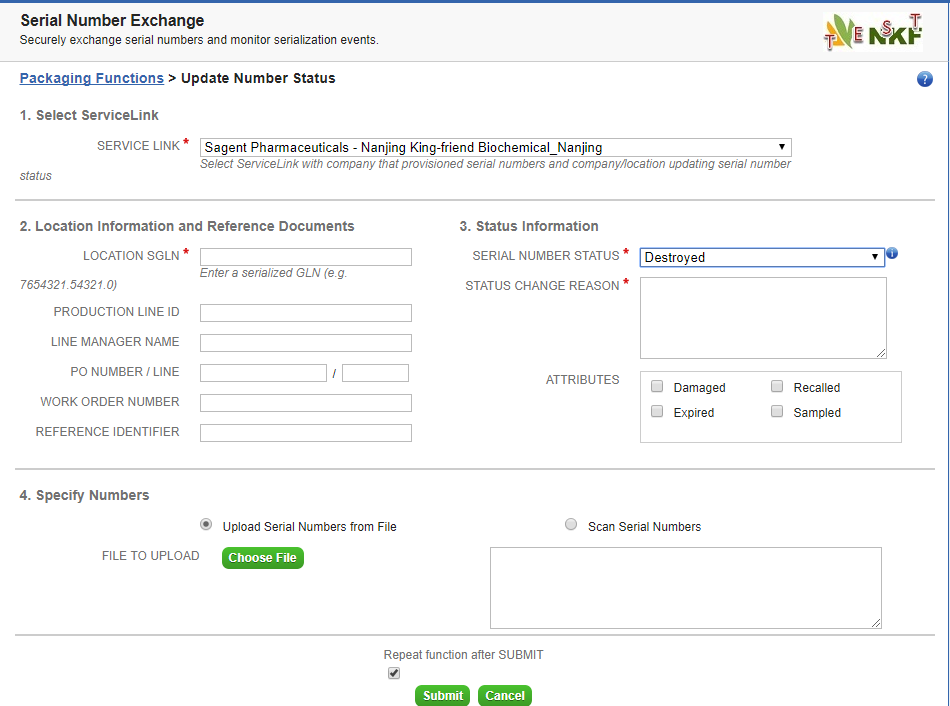 Serial Number Exchange
Securely exchange serial numbers and monitor serialization events.
TVENSKFT
Packaging Functions > Update Number Status
?
1. Select ServiceLink
SERVICE LINK *
Sagent Pharmaceuticals - Nanjing King-friend Biochemical_Nanjing
Select ServiceLink with company that provisioned serial numbers and company/location updating serial number
status
2. Location Information and Reference Documents
LOCATION SGLN *
Enter a serialized GLN (e.g.
7654321.54321.0)
PRODUCTION LINE ID
LINE MANAGER NAME
PO NUMBER / LINE
/
WORK ORDER NUMBER
REFERENCE IDENTIFIER
3. Status Information
SERIAL NUMBER STATUS *
Destroyed
i
STATUS CHANGE REASON *
ATTRIBUTES
Damaged
Recalled
Expired
Sampled
4. Specify Numbers
Upload Serial Numbers from File
Scan Serial Numbers
FILE TO UPLOAD
Choose File
Repeat function after SUBMIT
Submit
Cancel